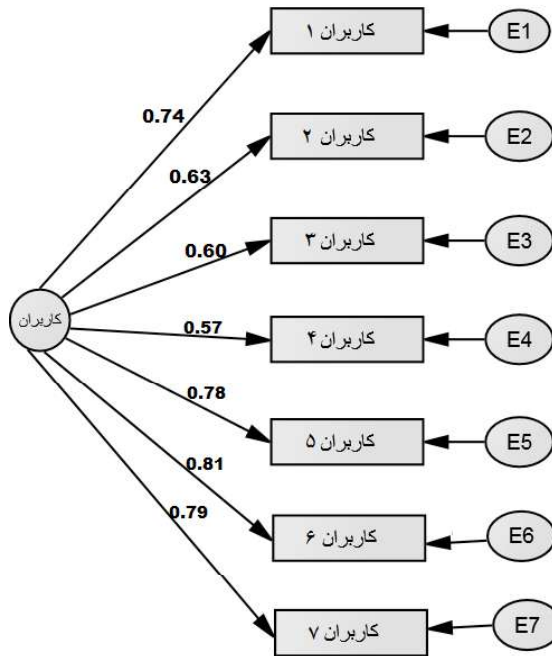 کاربران ۱
E1
0.74
کاربران ۲
E2
0.63
کاربران ۳
E3
0.60
کاربران
کاربران ۴
E4
0.57
0.78
کاربران ۵
E5
0.81
0.79
کاربران ۶
E6
کاربران ۷
E7